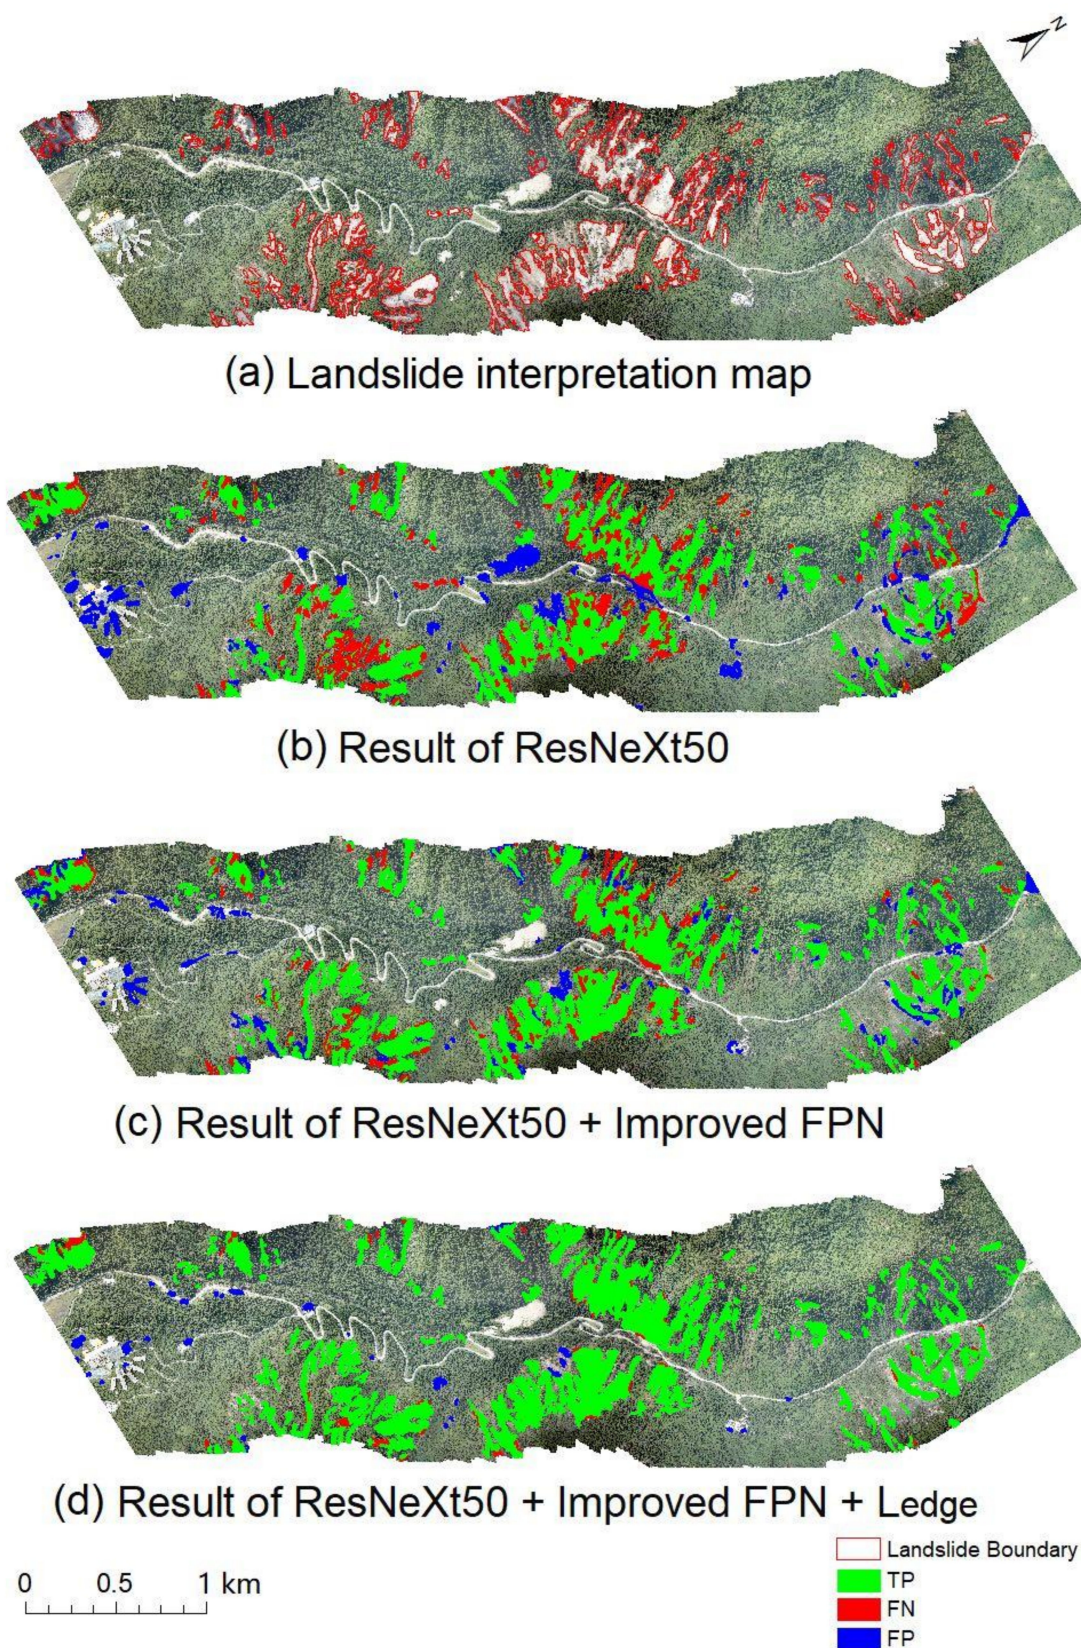 N
(a) Landslide interpretation map
(b) Result of ResNeXt50
(c) Result of ResNeXt50 + Improved FPN
(d) Result of ResNeXt50 + Improved FPN + Ledge
0 0.5 1 km
Landslide Boundary
TP
FN
FP